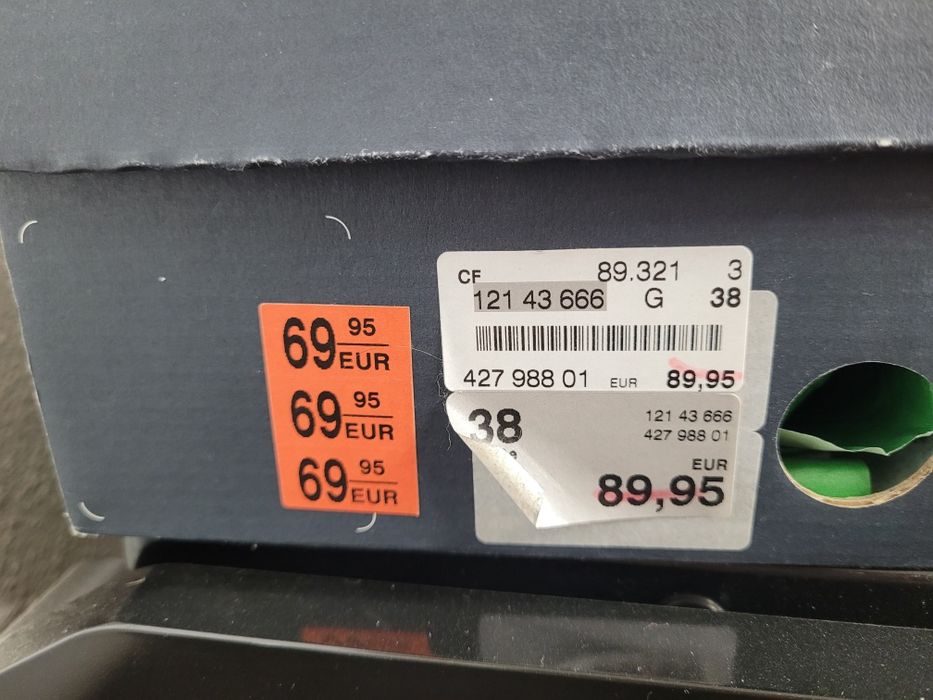 69 95
EUR
69 95
EUR
69 95
EUR
CF 89.321 3
121 43 666 G 38
427 988 01 EUR 89,95
38 121 43 666
427 988 01
EUR
89,95